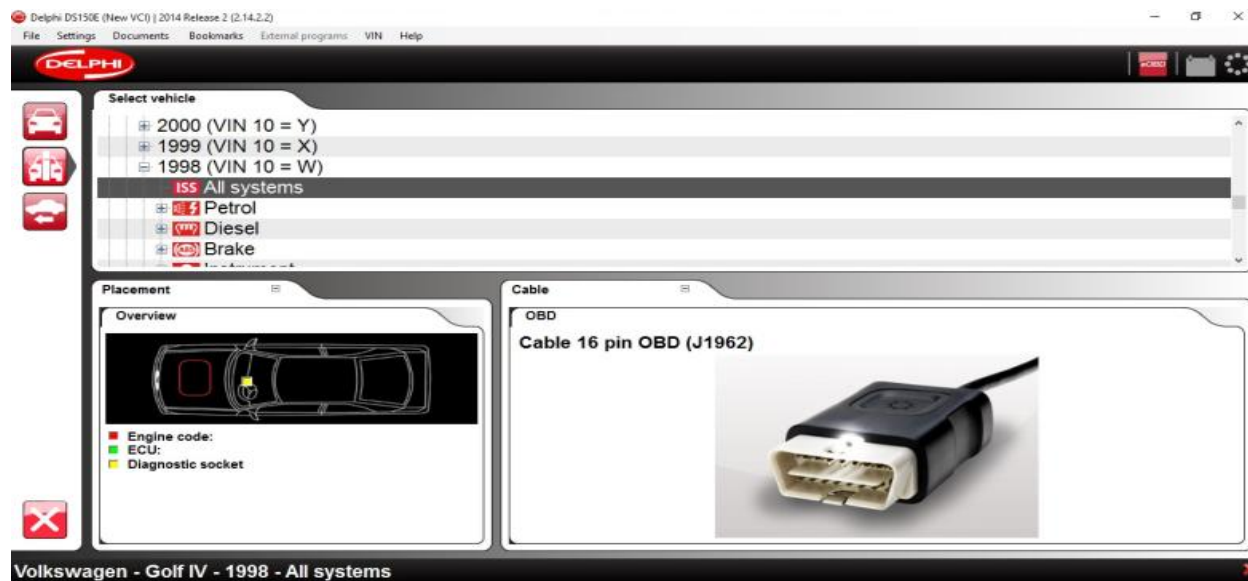 Delphi DS150E (New VCI) | 2014 Release 2 (2.14.2.2)
File Settings Documents Bookmarks External programs VIN Help
DELPHI
eOBD
Select vehicle
2000 (VIN 10 = Y)
1999 (VIN 10 = X)
1998 (VIN 10 = W)
ISS All systems
Petrol
Diesel
ABS Brake
Placement
Overview
Engine code:
ECU:
Diagnostic socket
Cable
OBD
Cable 16 pin OBD (J1962)
Volkswagen - Golf IV - 1998 - All systems